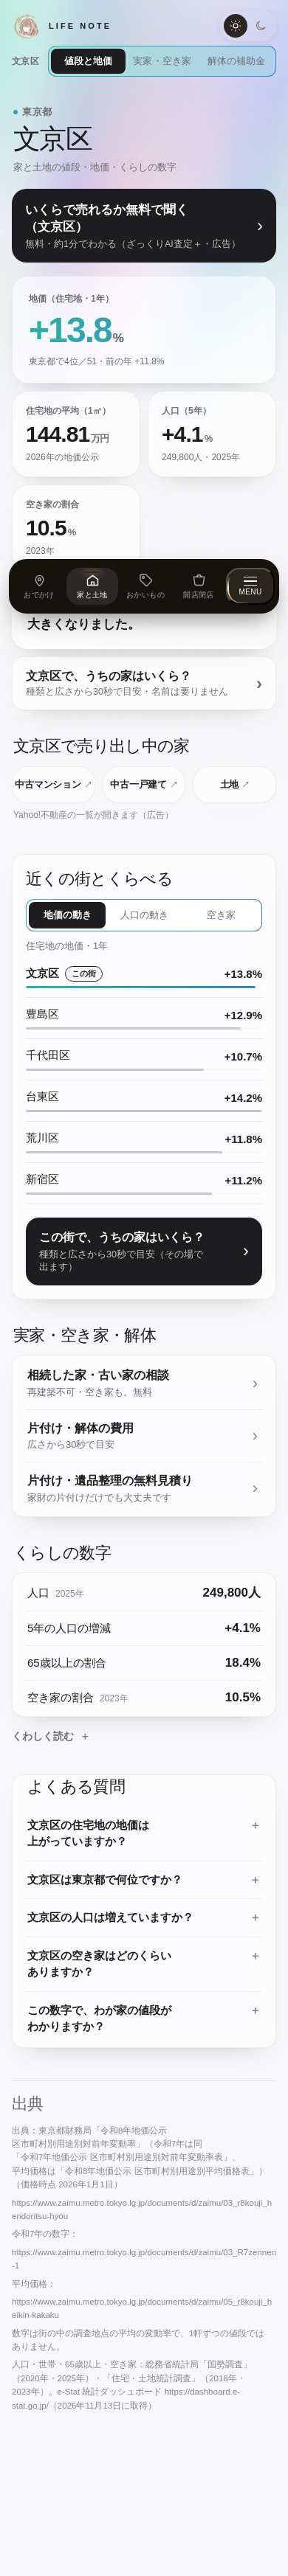 LIFE NOTE
文京区
値段と地価
実家・空き家
解体の補助金
東京都
文京区
家と土地の値段・地価・くらしの数字
いくらで売れるか無料で聞く
（文京区）
無料・約1分でわかる（ざっくりAI査定＋・広告）
›
地価（住宅地・1年）
+13.8%
東京都で4位／51・前の年 +11.8%
住宅地の平均（1㎡）
144.81万円
2026年の地価公示
人口（5年）
+4.1%
249,800人・2025年
空き家の割合
10.5%
2023年
おでかけ
家と土地
おかいもの
開店閉店
MENU
大きくなりました。
文京区で、うちの家はいくら？
種類と広さから30秒で目安・名前は要りません
›
文京区で売り出し中の家
中古マンション ↗
中古一戸建て ↗
土地 ↗
Yahoo!不動産の一覧が開きます（広告）
近くの街とくらべる
地価の動き
人口の動き
空き家
住宅地の地価・1年
文京区 この街 +13.8%
豊島区 +12.9%
千代田区 +10.7%
台東区 +14.2%
荒川区 +11.8%
新宿区 +11.2%
この街で、うちの家はいくら？
種類と広さから30秒で目安（その場で
出ます）
›
実家・空き家・解体
相続した家・古い家の相談
再建築不可・空き家も。無料
›
片付け・解体の費用
広さから30秒で目安
›
片付け・遺品整理の無料見積り
家財の片付けだけでも大丈夫です
›
くらしの数字
人口 2025年 249,800人
5年の人口の増減 +4.1%
65歳以上の割合 18.4%
空き家の割合 2023年 10.5%
くわしく読む ＋
よくある質問
文京区の住宅地の地価は
上がっていますか？
+
文京区は東京都で何位ですか？ +
文京区の人口は増えていますか？ +
文京区の空き家はどのくらい
ありますか？
+
この数字で、わが家の値段が
わかりますか？
+
出典
出典：東京都財務局「令和8年地価公示
区市町村別用途別対前年変動率」（令和7年は同
「令和7年地価公示 区市町村別用途別対前年変動率表」、
平均価格は「令和8年地価公示 区市町村別用途別平均価格表」）
（価格時点 2026年1月1日）
https://www.zaimu.metro.tokyo.lg.jp/documents/d/zaimu/03_r8kouji_h
endoritsu-hyou
令和7年の数字：
https://www.zaimu.metro.tokyo.lg.jp/documents/d/zaimu/03_R7zennen
-1
平均価格：
https://www.zaimu.metro.tokyo.lg.jp/documents/d/zaimu/05_r8kouji_h
eikin-kakaku
数字は街の中の調査地点の平均の変動率で、1軒ずつの値段では
ありません。
人口・世帯・65歳以上・空き家：総務省統計局「国勢調査」
（2020年・2025年）・「住宅・土地統計調査」（2018年・
2023年）。e-Stat 統計ダッシュボード https://dashboard.e-
stat.go.jp/（2026年11月13日に取得）